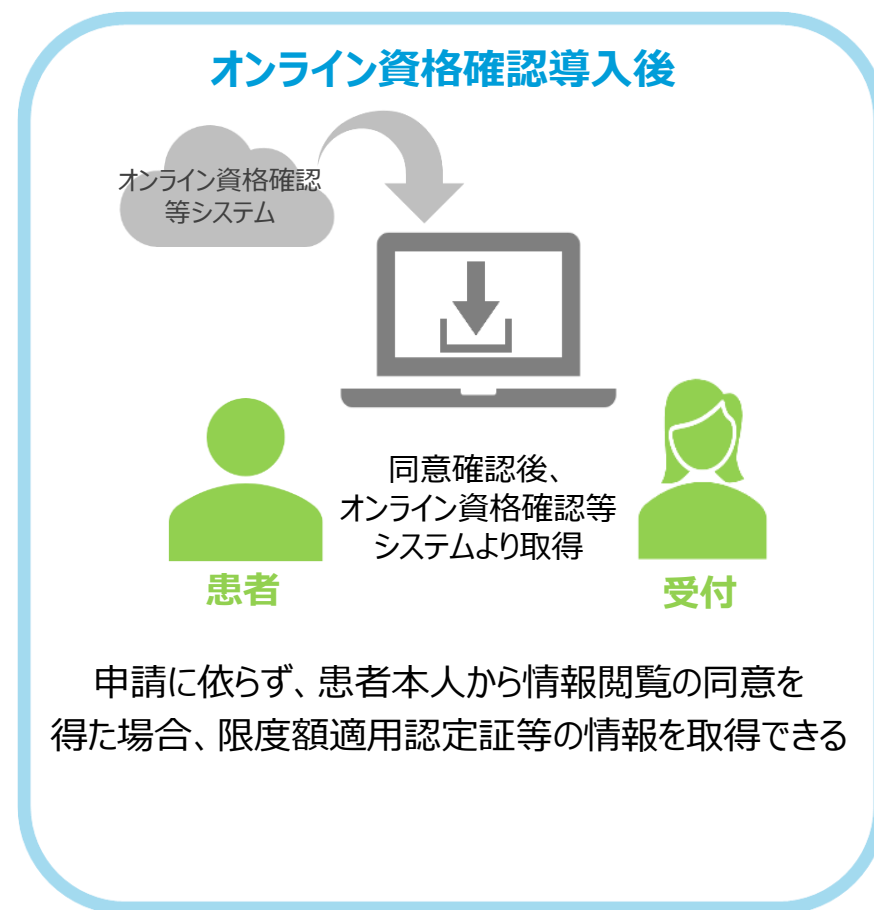 オンライン資格確認導入後
オンライン資格確認
等システム
同意確認後、
オンライン資格確認等
システムより取得
患者
受付
申請に依らず、患者本人から情報閲覧の同意を
得た場合、限度額適用認定証等の情報を取得できる